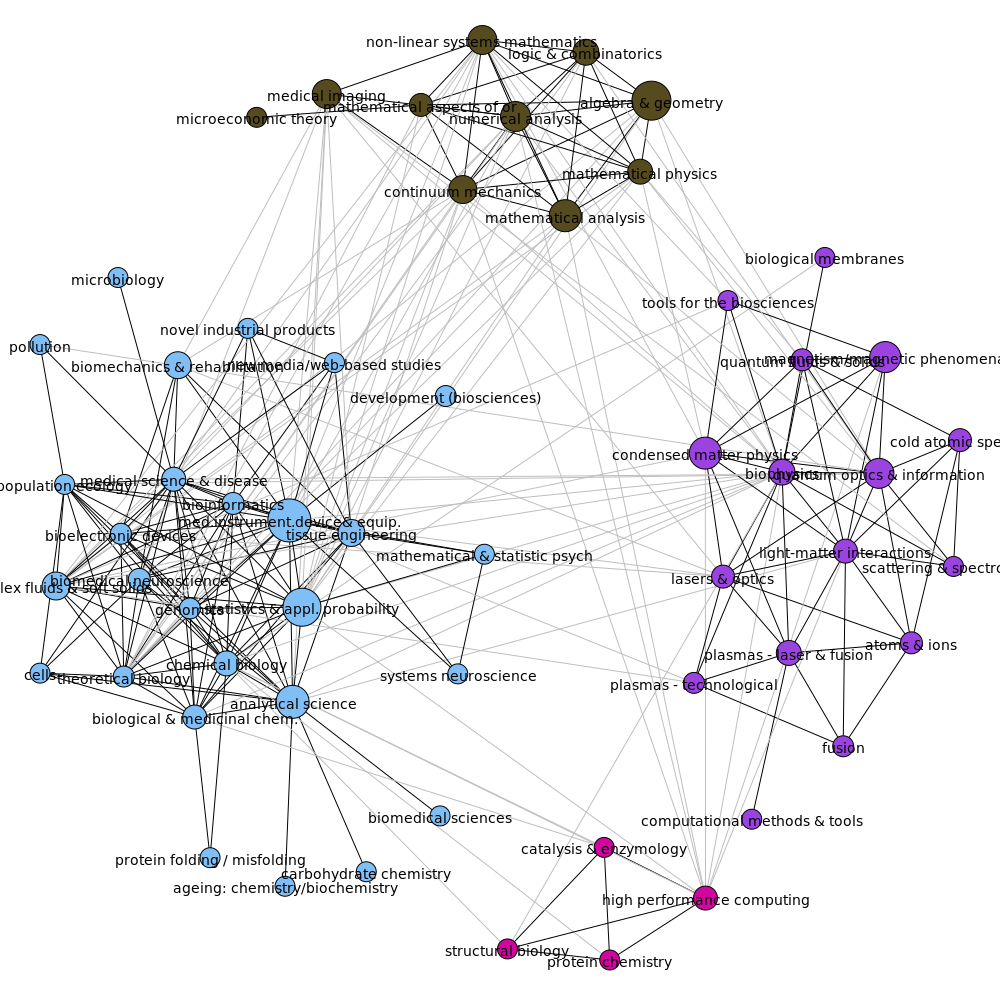 non-linear systems mathematics
logic & combinatorics
medical imaging
mathematical aspects of or
algebra & geometry
microeconomic theory
numerical analysis
mathematical physics
continuum mechanics
mathematical analysis
biological membranes
microbiology
tools for the biosciences
novel industrial products
pollution
biomechanics & rehabilitation
new media/web-based studies
quantum fluids & solids
magnetism/magnetic phenomena
development (biosciences)
cold atomic spe
condensed matter physics
biophysics
quantum optics & information
population ecology
medical science & disease
bioinformatics
med.instrument.device& equip.
bioelectronic devices
tissue engineering
mathematical & statistic psych
light-matter interactions
scattering & spectro
lasers & optics
lex fluids & soft solids
biomedical neuroscience
genomics
statistics & appl. probability
atoms & ions
plasmas - laser & fusion
chemical biology
cells
theoretical biology
systems neuroscience
plasmas - technological
analytical science
biological & medicinal chem.
fusion
biomedical sciences
computational methods & tools
catalysis & enzymology
protein folding / misfolding
carbohydrate chemistry
ageing: chemistry/biochemistry
high performance computing
structural biology
protein chemistry